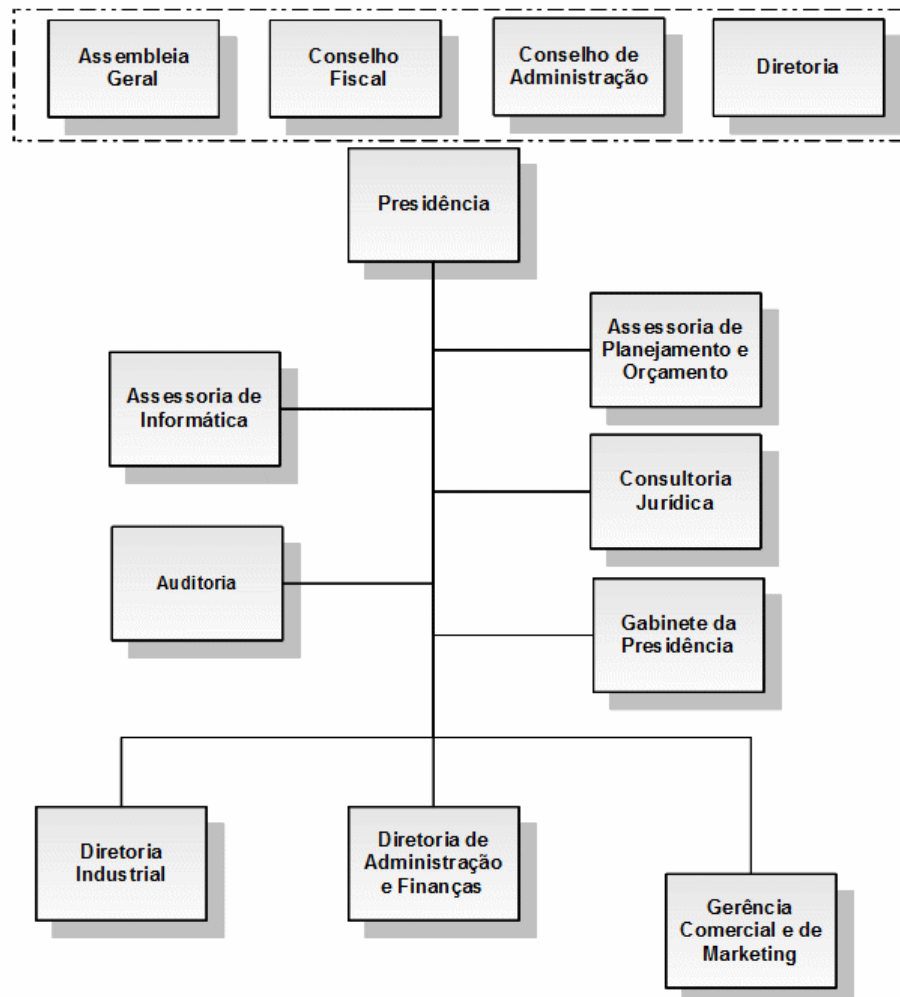 Assembleia
Geral
Conselho
Fiscal
Conselho de
Administração
Diretoria
Presidência
Assessoria de
Planejamento e
Orçamento
Assessoria de
Informática
Consultoria
Jurídica
Auditoria
Gabinete da
Presidência
Diretoria
Industrial
Diretoria de
Administração
e Finanças
Gerência
Comercial e de
Marketing